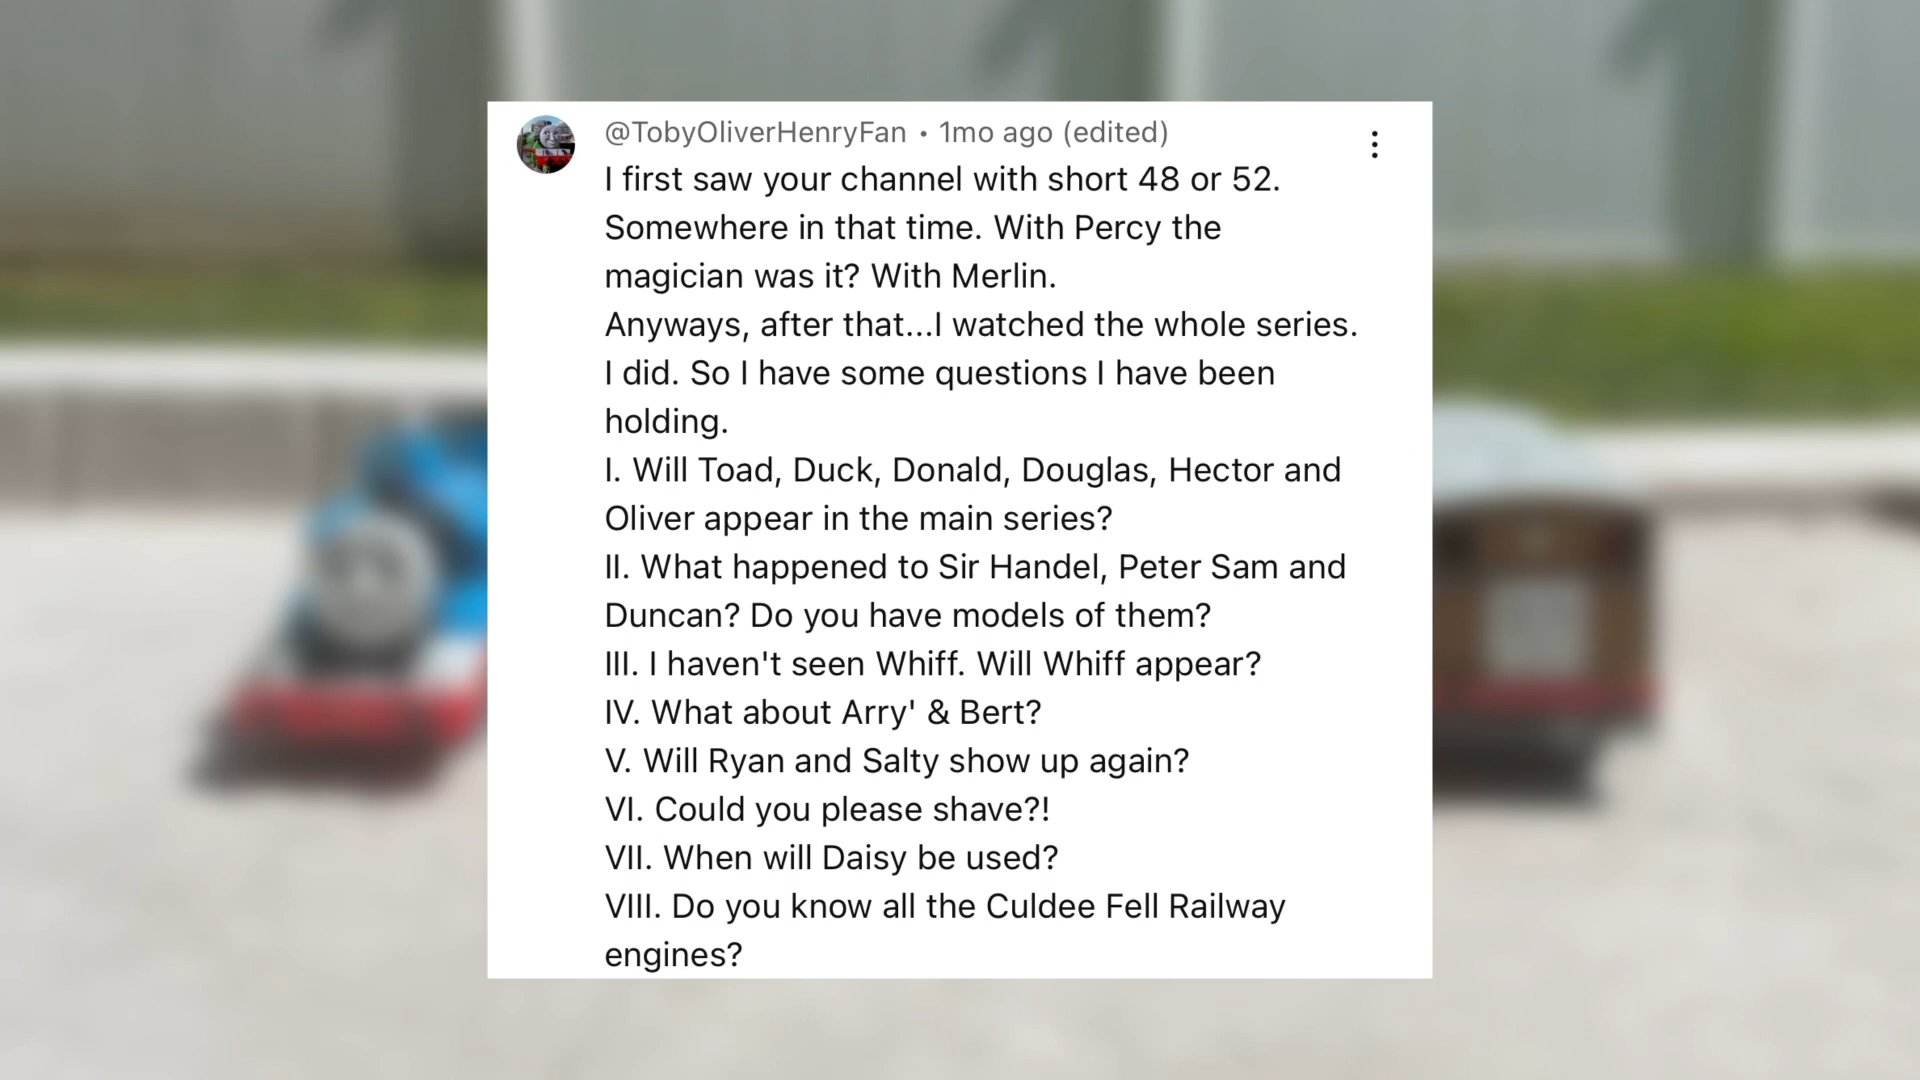 @TobyOliverHenryFan • 1mo ago (edited)
I first saw your channel with short 48 or 52.
Somewhere in that time. With Percy the
magician was it? With Merlin.
Anyways, after that...I watched the whole series.
I did. So I have some questions I have been
holding.
I. Will Toad, Duck, Donald, Douglas, Hector and
Oliver appear in the main series?
II. What happened to Sir Handel, Peter Sam and
Duncan? Do you have models of them?
III. I haven't seen Whiff. Will Whiff appear?
IV. What about Arry' & Bert?
V. Will Ryan and Salty show up again?
VI. Could you please shave?!
VII. When will Daisy be used?
VIII. Do you know all the Culdee Fell Railway
engines?